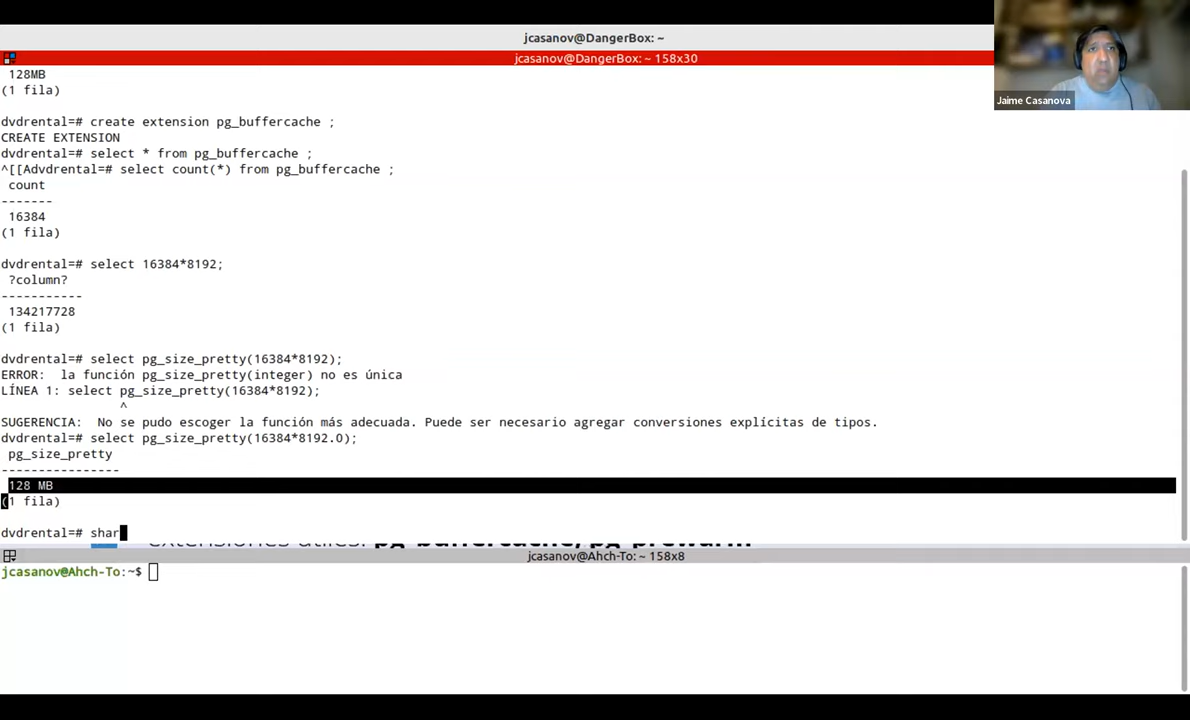 jcasanov@DangerBox: ~
jcasanov@DangerBox: ~ 158x30
Jaime Casanova
128MB
(1 fila)
dvdrental=# create extension pg_buffercache ;
CREATE EXTENSION
dvdrental=# select * from pg_buffercache ;
^[[Advdrental=# select count(*) from pg_buffercache ;
count
-------
16384
(1 fila)
dvdrental=# select 16384*8192;
?column?
-----------
134217728
(1 fila)
dvdrental=# select pg_size_pretty(16384*8192);
ERROR:  la función pg_size_pretty(integer) no es única
LÍNEA 1: select pg_size_pretty(16384*8192);
^
SUGERENCIA:  No se pudo escoger la función más adecuada. Puede ser necesario agregar conversiones explícitas de tipos.
dvdrental=# select pg_size_pretty(16384*8192.0);
pg_size_pretty
----------------
128 MB
(1 fila)
dvdrental=# shar
extensiones útiles: pg_buffercache/pg_prewarm
jcasanov@Ahch-To: ~ 158x8
jcasanov@Ahch-To:~$